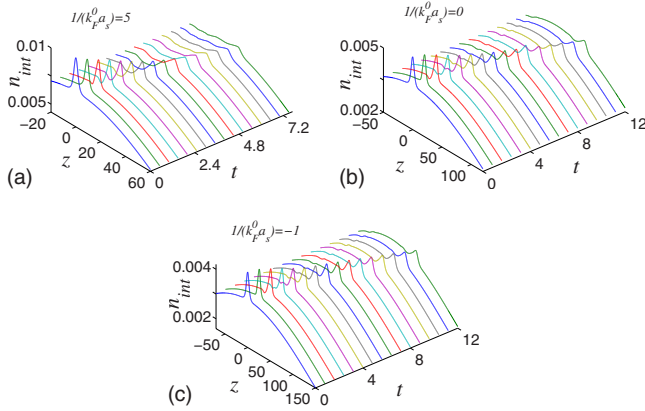 1/(k_F^0 a_s)=5
0.01
0.005
n_int
−20
0
20
40
60
z
0
2.4
4.8
7.2
t
(a)
1/(k_F^0 a_s)=0
0.005
0.002
n_int
−50
0
50
100
z
0
4
8
12
t
(b)
1/(k_F^0 a_s)=−1
0.004
0.002
n_int
−50
0
50
100
150
z
0
4
8
12
t
(c)